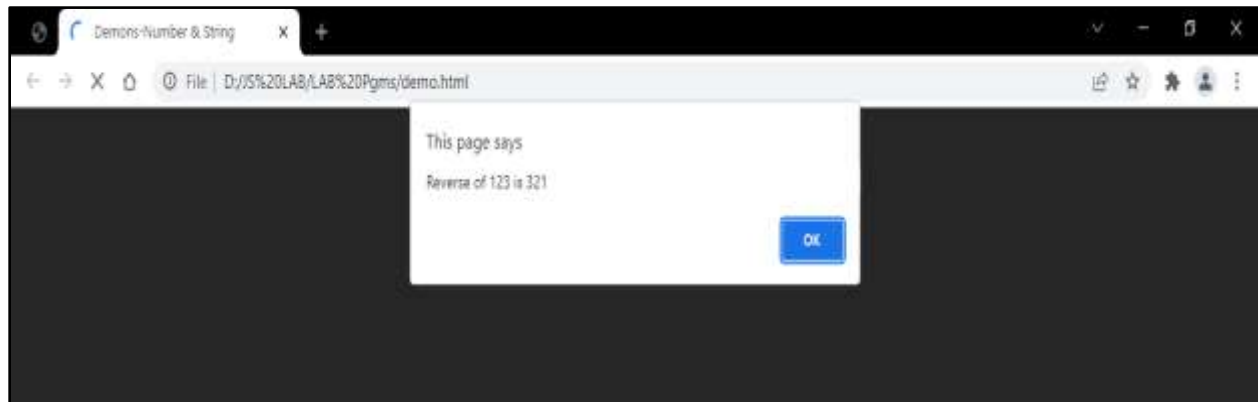 Demons-Number & String
File | D:/JS%20LAB/LAB%20Pgms/demo.html
This page says
Reverse of 123 is 321
OK